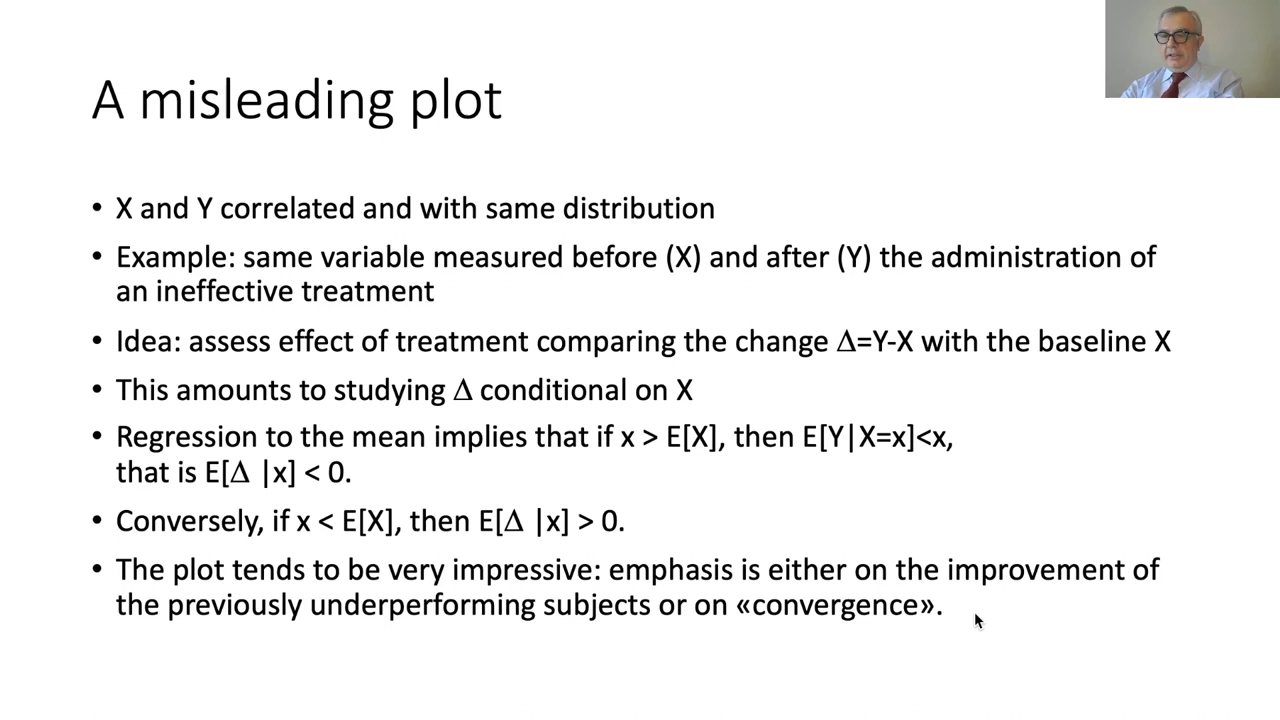 A misleading plot
• X and Y correlated and with same distribution
• Example: same variable measured before (X) and after (Y) the administration of
an ineffective treatment
• Idea: assess effect of treatment comparing the change Δ=Y-X with the baseline X
• This amounts to studying Δ conditional on X
• Regression to the mean implies that if x > E[X], then E[Y|X=x]<x,
that is E[Δ |x] < 0.
• Conversely, if x < E[X], then E[Δ |x] > 0.
• The plot tends to be very impressive: emphasis is either on the improvement of
the previously underperforming subjects or on «convergence».